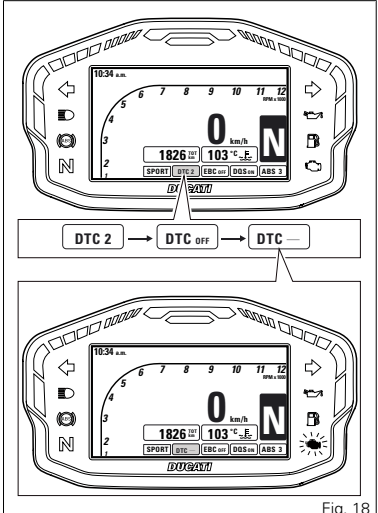 10:34 a.m.
1 2 3 4 5 6 7 8 9 10 11 12
RPM x 1000
0 km/h
N
1826 TOT km 103 °C
SPORT DTC 2 EBC OFF DQS ON ABS 3
ABS
N
DUCATI
DTC 2 DTC OFF DTC —
10:34 a.m.
1 2 3 4 5 6 7 8 9 10 11 12
RPM x 1000
0 km/h
N
1826 TOT km 103 °C
SPORT DTC — EBC OFF DQS ON ABS 3
ABS
N
DUCATI
Fig. 18